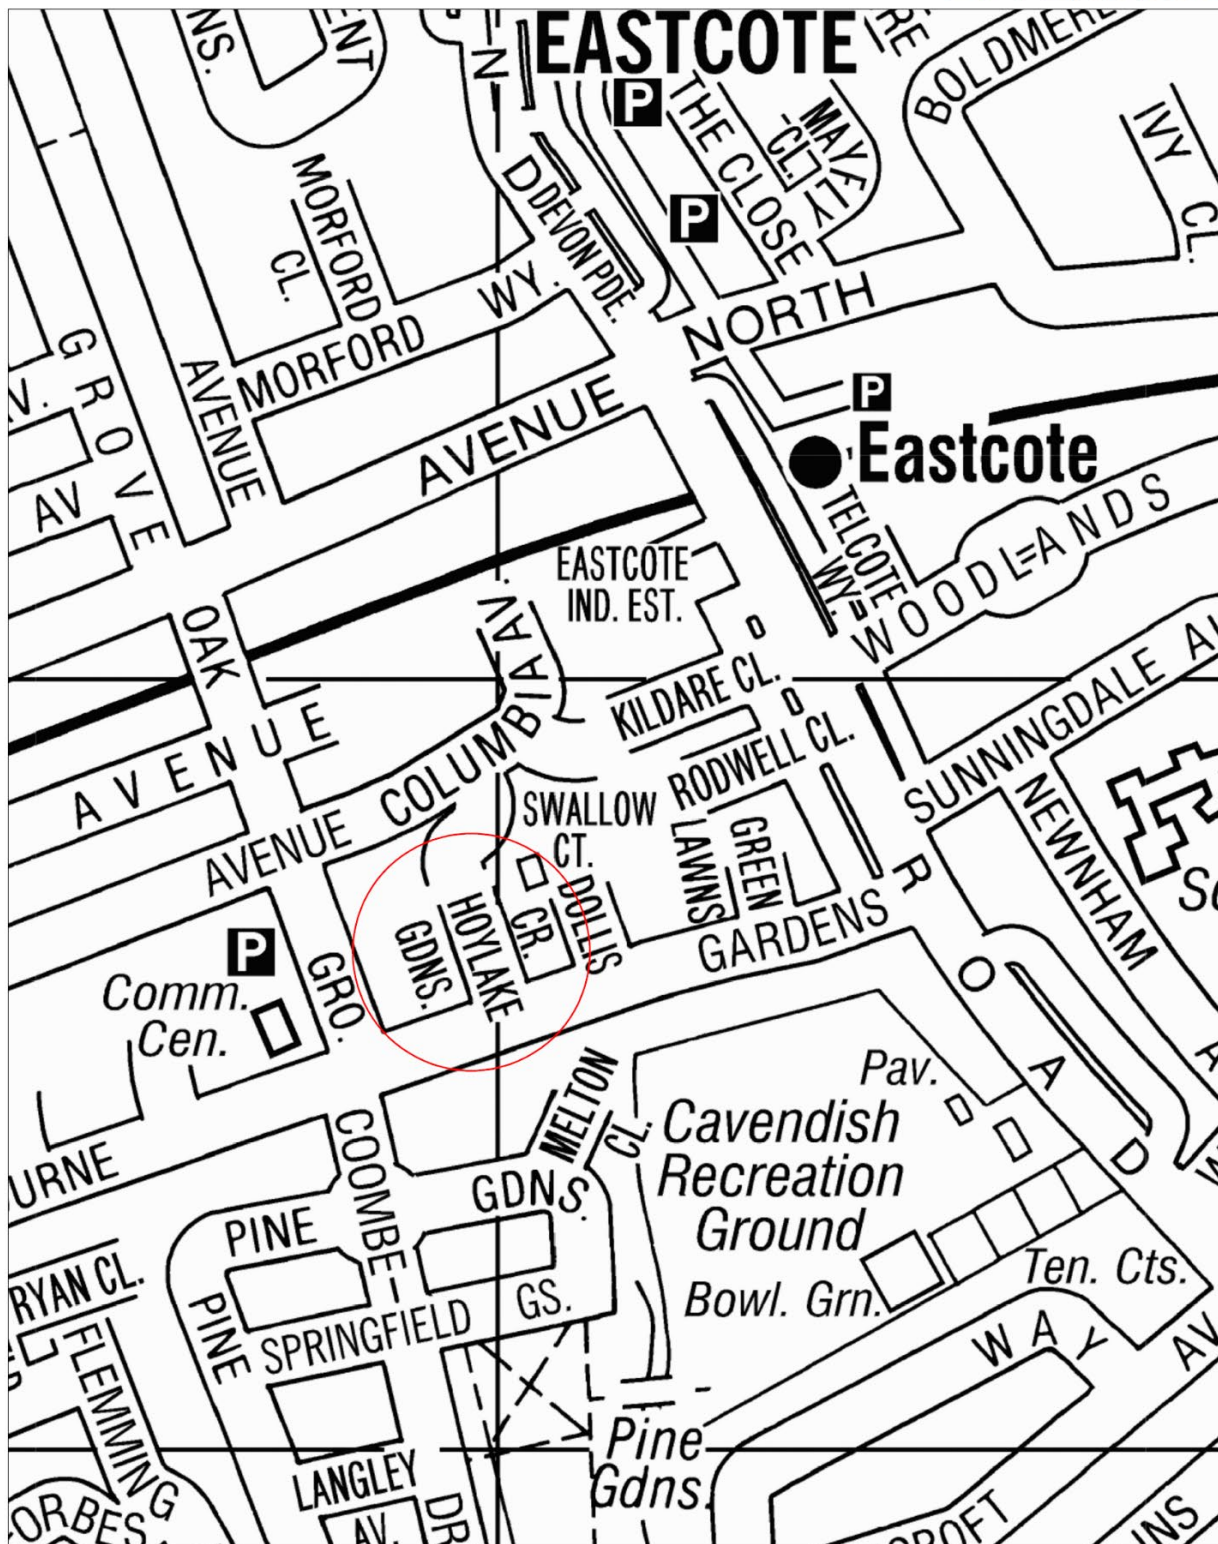 EASTCOTE
P
THE CLOSE
MAYFLY
CL.
BOLDMERE
IVY CL.
MORFORD
CL.
DEVON PDE.
P
MORFORD WY.
NORTH
GROVE
AVENUE
AVENUE
P
Eastcote
AV
TELCOTE
WY.
WOODLANDS
EASTCOTE
IND. EST.
OAK
AVENUE
COLUMBIA AV.
KILDARE CL.
RODWELL CL.
SUNNINGDALE
NEWNHAM
AVENUE
SWALLOW
CT.
LAWNS
GREEN
DOLLIS
GARDENS
HOYLAKE
CR.
GDNS.
GRO.
P
Comm.
Cen.
ROAD
MELTON
CL.
Pav.
Cavendish
Recreation
Ground
Bowl. Grn.
Ten. Cts.
URNE
COOMBE
PINE
GDNS.
PINE
RYAN CL.
SPRINGFIELD GS.
FLEMMING
WAY
AV
Pine
Gdns.
LANGLEY
AV.
DR
ORBES
CROFT
INS